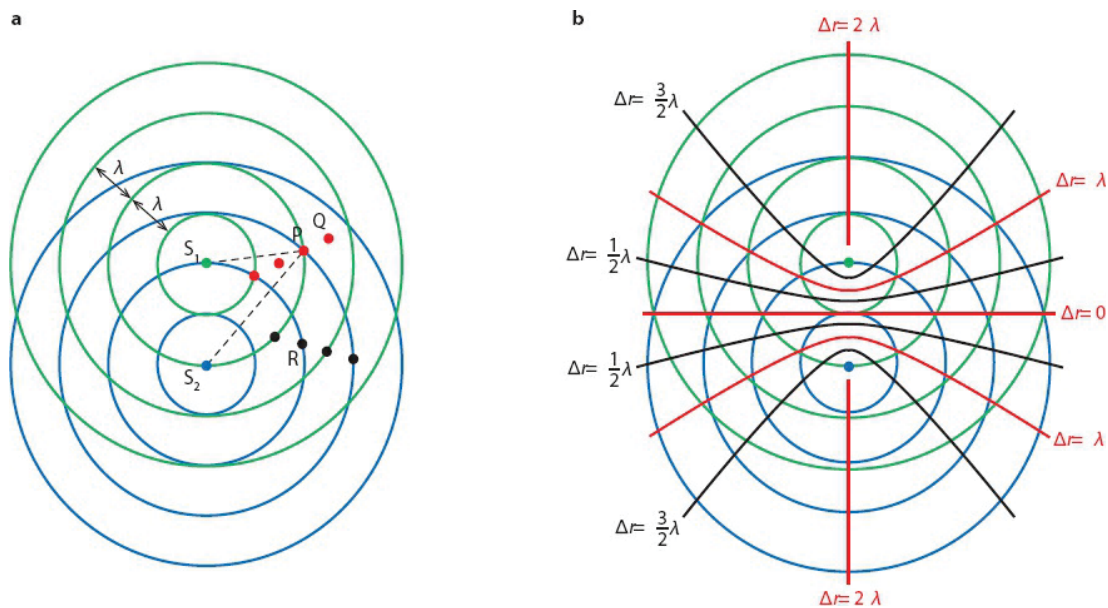 a
λ
λ
S₁
P
Q
R
S₂
b
Δr= 2 λ
Δr= 3/2 λ
Δr= λ
Δr= 1/2 λ
Δr= 0
Δr= 1/2 λ
Δr= λ
Δr= 3/2 λ
Δr= 2 λ